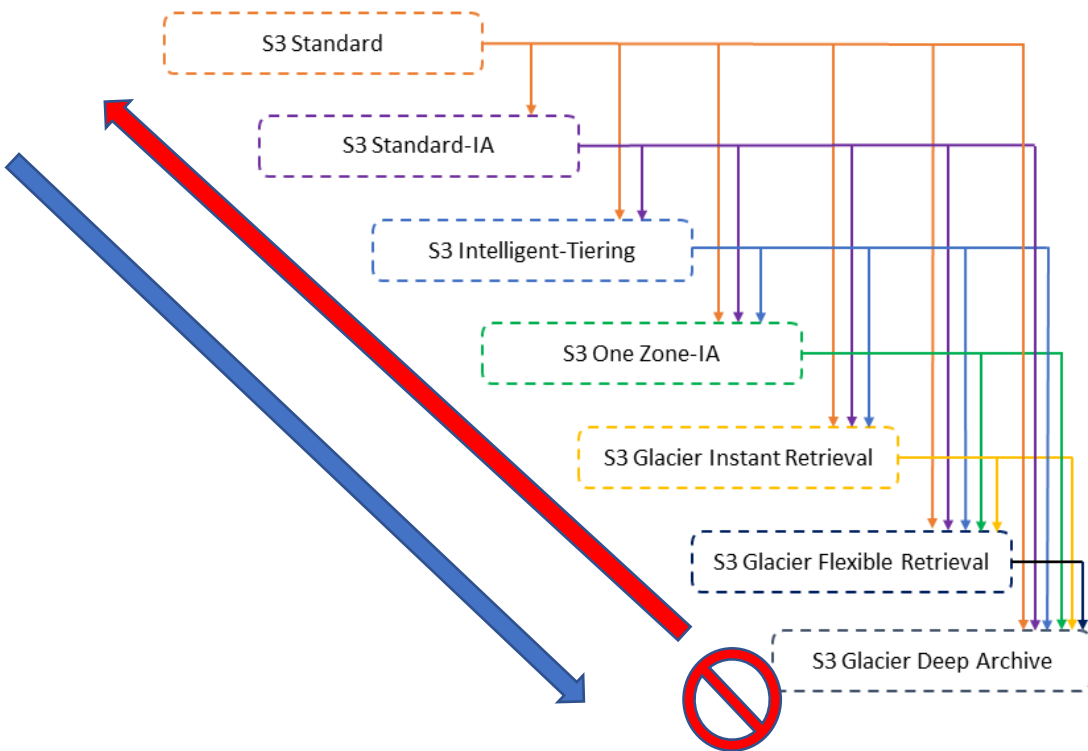 S3 Standard
S3 Standard-IA
S3 Intelligent-Tiering
S3 One Zone-IA
S3 Glacier Instant Retrieval
S3 Glacier Flexible Retrieval
S3 Glacier Deep Archive